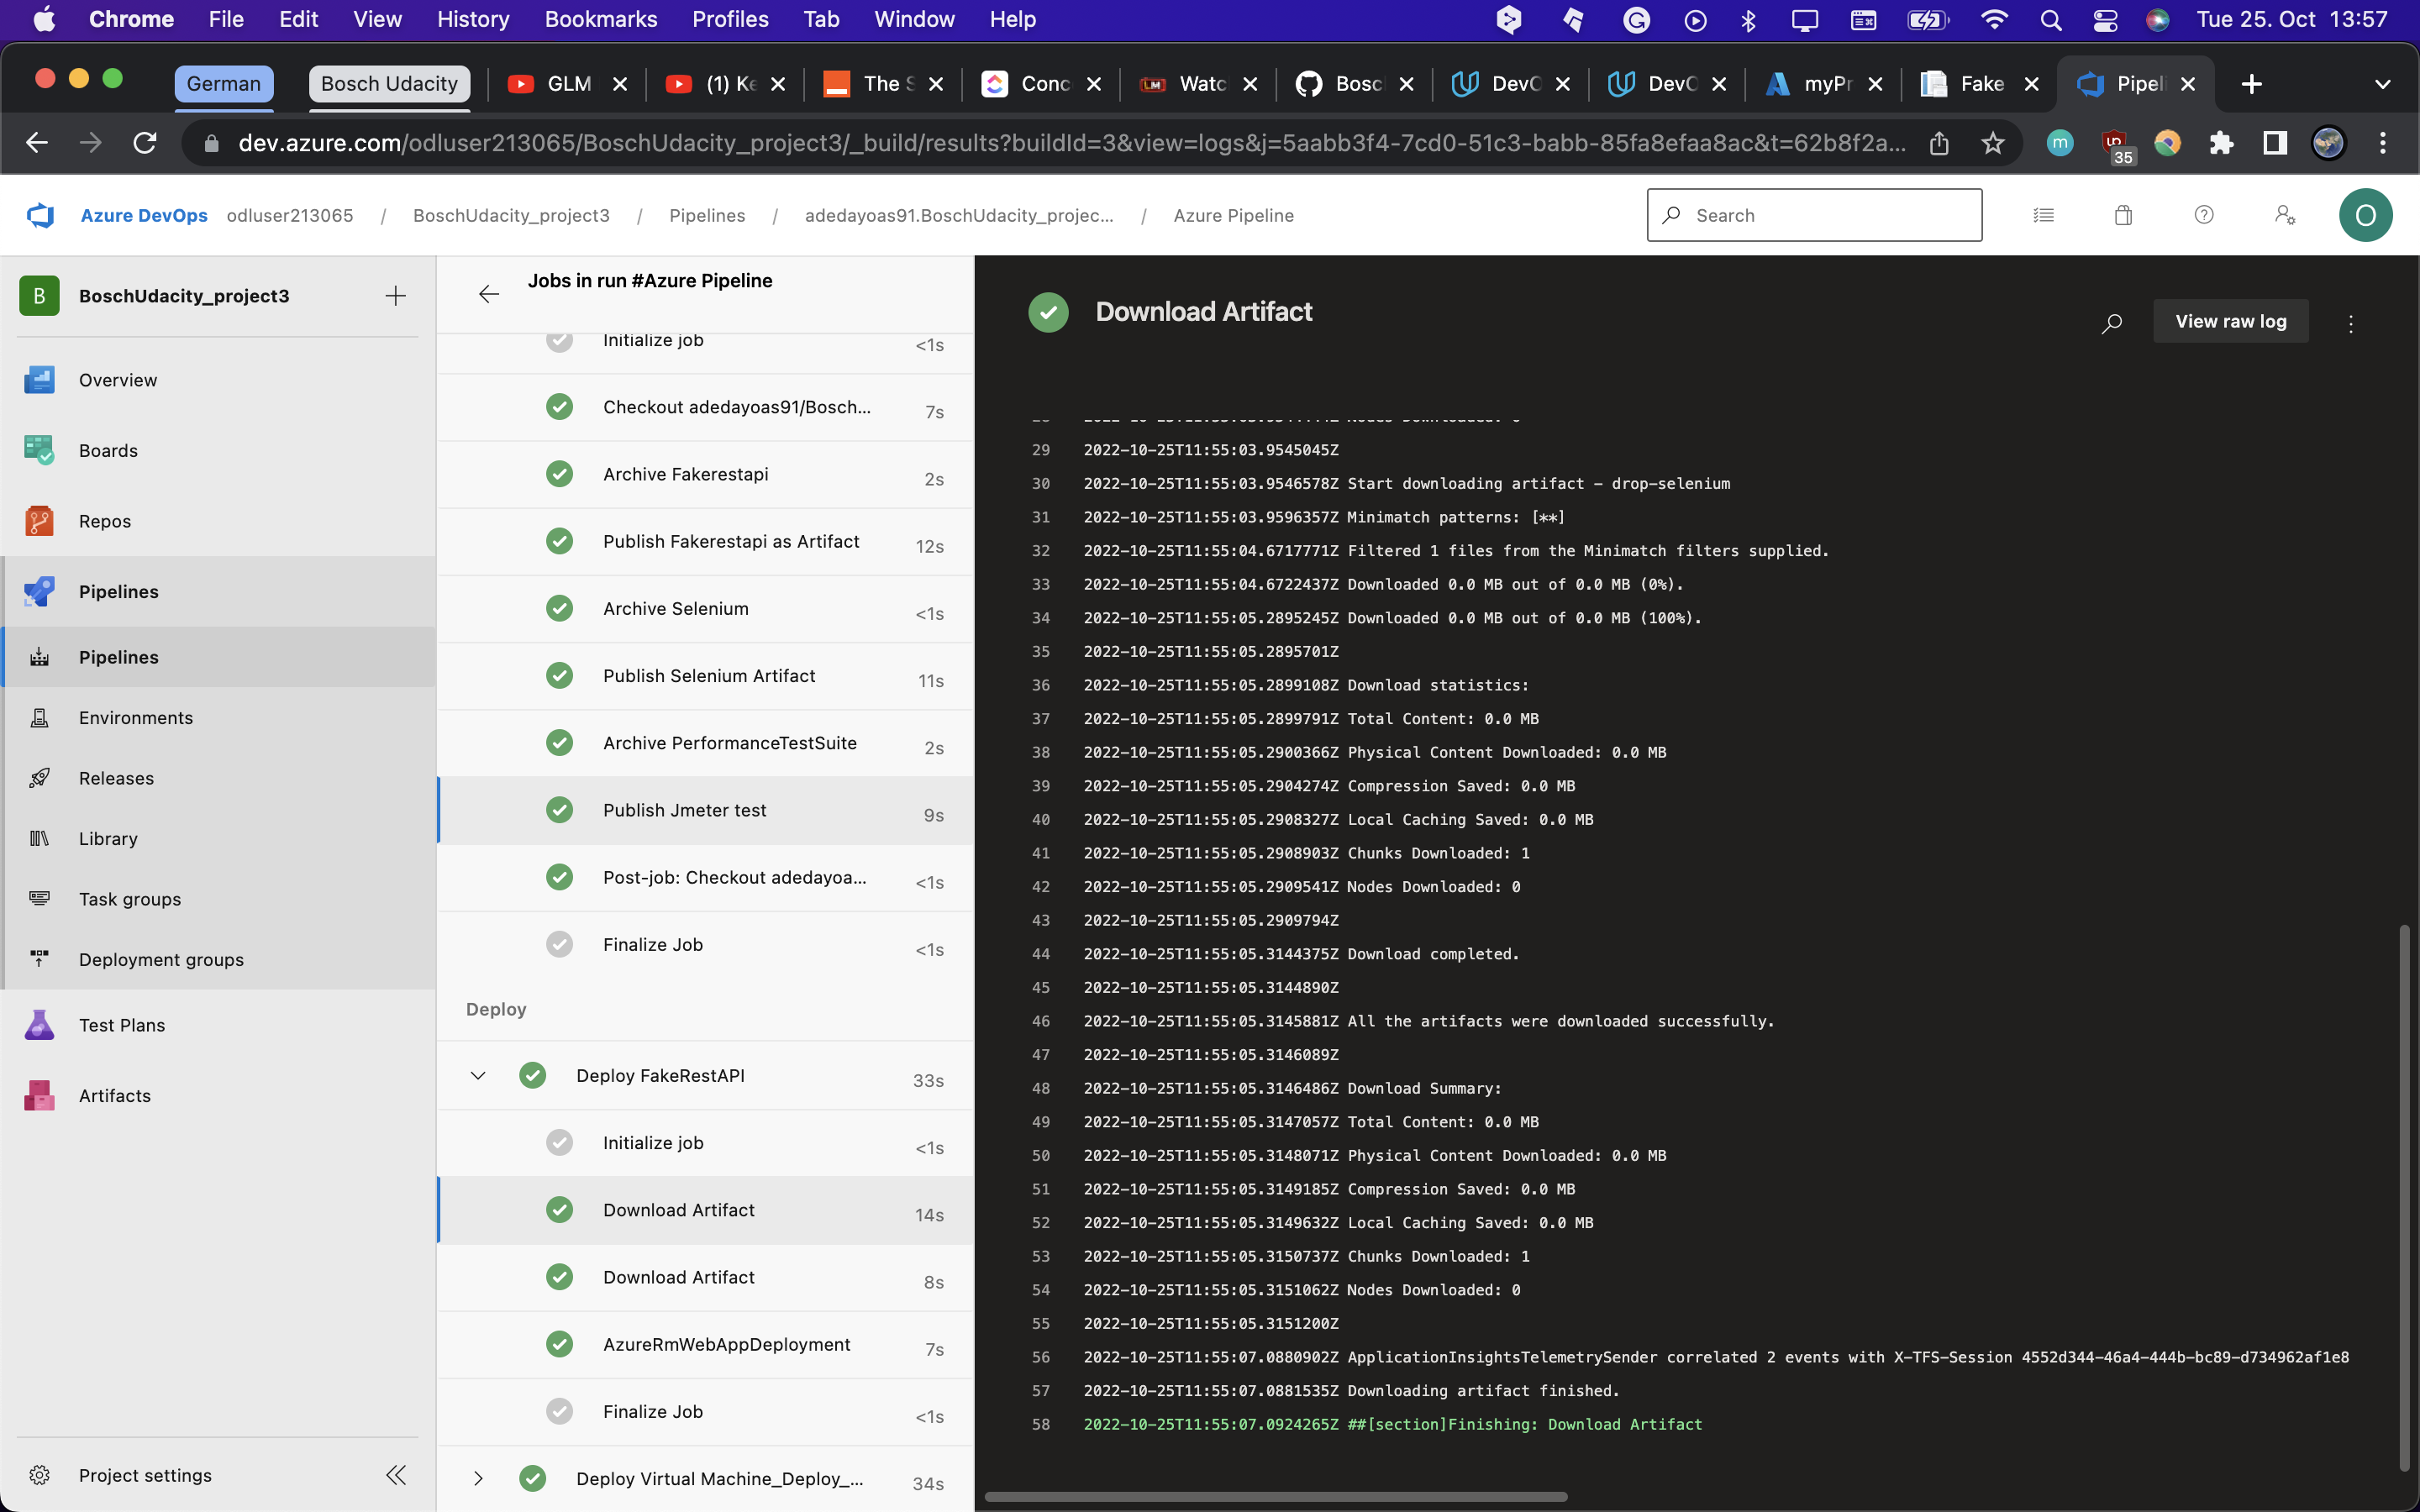 Chrome File Edit View History Bookmarks Profiles Tab Window Help Tue 25. Oct 13:57
German Bosch Udacity GLM (1) Ke The S Conc Watc Bosc DevO DevO myPr Fake Pipeli
dev.azure.com/odluser213065/BoschUdacity_project3/_build/results?buildId=3&view=logs&j=5aabb3f4-7cd0-51c3-babb-85fa8efaa8ac&t=62b8f2a... m 35
Azure DevOps odluser213065 / BoschUdacity_project3 / Pipelines / adedayoas91.BoschUdacity_projec... / Azure Pipeline Search O
B BoschUdacity_project3
Overview
Boards
Repos
Pipelines
Pipelines
Environments
Releases
Library
Task groups
Deployment groups
Test Plans
Artifacts
Project settings
Jobs in run #Azure Pipeline
Initialize job <1s
Checkout adedayoas91/Bosch... 7s
Archive Fakerestapi 2s
Publish Fakerestapi as Artifact 12s
Archive Selenium <1s
Publish Selenium Artifact 11s
Archive PerformanceTestSuite 2s
Publish Jmeter test 9s
Post-job: Checkout adedayoa... <1s
Finalize Job <1s
Deploy
Deploy FakeRestAPI 33s
Initialize job <1s
Download Artifact 14s
Download Artifact 8s
AzureRmWebAppDeployment 7s
Finalize Job <1s
Deploy Virtual Machine_Deploy_... 34s
Download Artifact
View raw log
29 2022-10-25T11:55:03.9545045Z
30 2022-10-25T11:55:03.9546578Z Start downloading artifact - drop-selenium
31 2022-10-25T11:55:03.9596357Z Minimatch patterns: [**]
32 2022-10-25T11:55:04.6717771Z Filtered 1 files from the Minimatch filters supplied.
33 2022-10-25T11:55:04.6722437Z Downloaded 0.0 MB out of 0.0 MB (0%).
34 2022-10-25T11:55:05.2895245Z Downloaded 0.0 MB out of 0.0 MB (100%).
35 2022-10-25T11:55:05.2895701Z
36 2022-10-25T11:55:05.2899108Z Download statistics:
37 2022-10-25T11:55:05.2899791Z Total Content: 0.0 MB
38 2022-10-25T11:55:05.2900366Z Physical Content Downloaded: 0.0 MB
39 2022-10-25T11:55:05.2904274Z Compression Saved: 0.0 MB
40 2022-10-25T11:55:05.2908327Z Local Caching Saved: 0.0 MB
41 2022-10-25T11:55:05.2908903Z Chunks Downloaded: 1
42 2022-10-25T11:55:05.2909541Z Nodes Downloaded: 0
43 2022-10-25T11:55:05.2909794Z
44 2022-10-25T11:55:05.3144375Z Download completed.
45 2022-10-25T11:55:05.3144890Z
46 2022-10-25T11:55:05.3145881Z All the artifacts were downloaded successfully.
47 2022-10-25T11:55:05.3146089Z
48 2022-10-25T11:55:05.3146486Z Download Summary:
49 2022-10-25T11:55:05.3147057Z Total Content: 0.0 MB
50 2022-10-25T11:55:05.3148071Z Physical Content Downloaded: 0.0 MB
51 2022-10-25T11:55:05.3149185Z Compression Saved: 0.0 MB
52 2022-10-25T11:55:05.3149632Z Local Caching Saved: 0.0 MB
53 2022-10-25T11:55:05.3150737Z Chunks Downloaded: 1
54 2022-10-25T11:55:05.3151062Z Nodes Downloaded: 0
55 2022-10-25T11:55:05.3151200Z
56 2022-10-25T11:55:07.0880902Z ApplicationInsightsTelemetrySender correlated 2 events with X-TFS-Session 4552d344-46a4-444b-bc89-d734962af1e8
57 2022-10-25T11:55:07.0881535Z Downloading artifact finished.
58 2022-10-25T11:55:07.0924265Z ##[section]Finishing: Download Artifact